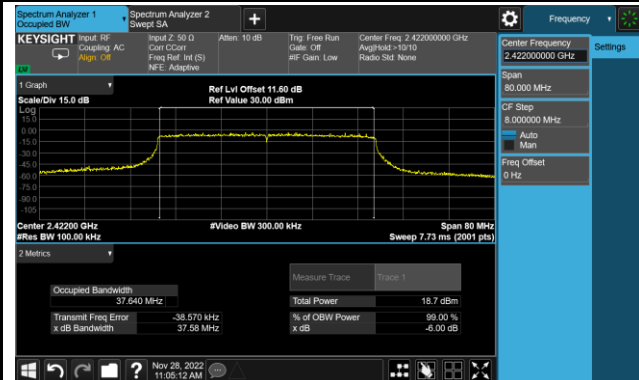 Spectrum Analyzer 1
Occupied BW
Spectrum Analyzer 2
Swept SA
+
Frequency
KEYSIGHT
Input: RF
Coupling: AC
Align: Off
Input Z: 50 Ω
Corr CCorr
Freq Ref: Int (S)
NFE: Adaptive
Atten: 10 dB
Trig: Free Run
Gate: Off
#IF Gain: Low
Center Freq: 2.422000000 GHz
Avg|Hold:>10/10
Radio Std: None
Center Frequency
2.422000000 GHz
Settings
Span
80.000 MHz
CF Step
8.000000 MHz
Auto
Man
Freq Offset
0 Hz
1 Graph
Scale/Div 15.0 dB
Ref Lvl Offset 11.60 dB
Ref Value 30.00 dBm
Log
15.0
0.00
-15.0
-30.0
-45.0
-60.0
-75.0
-90.0
-105
Center 2.42200 GHz
#Res BW 100.00 kHz
#Video BW 300.00 kHz
Span 80 MHz
Sweep 7.73 ms (2001 pts)
2 Metrics
Measure Trace
Trace 1
Occupied Bandwidth
37.640 MHz
Total Power
18.7 dBm
Transmit Freq Error
-38.570 kHz
% of OBW Power
99.00 %
x dB Bandwidth
37.58 MHz
x dB
-6.00 dB
?
Nov 28, 2022
11:05:12 AM